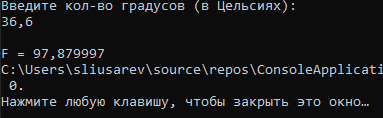 Введите кол-во градусов (в Цельсиях):
36,6
F = 97,879997
C:\Users\sliusarev\source\repos\ConsoleApplicati
0.
Нажмите любую клавишу, чтобы закрыть это окно…